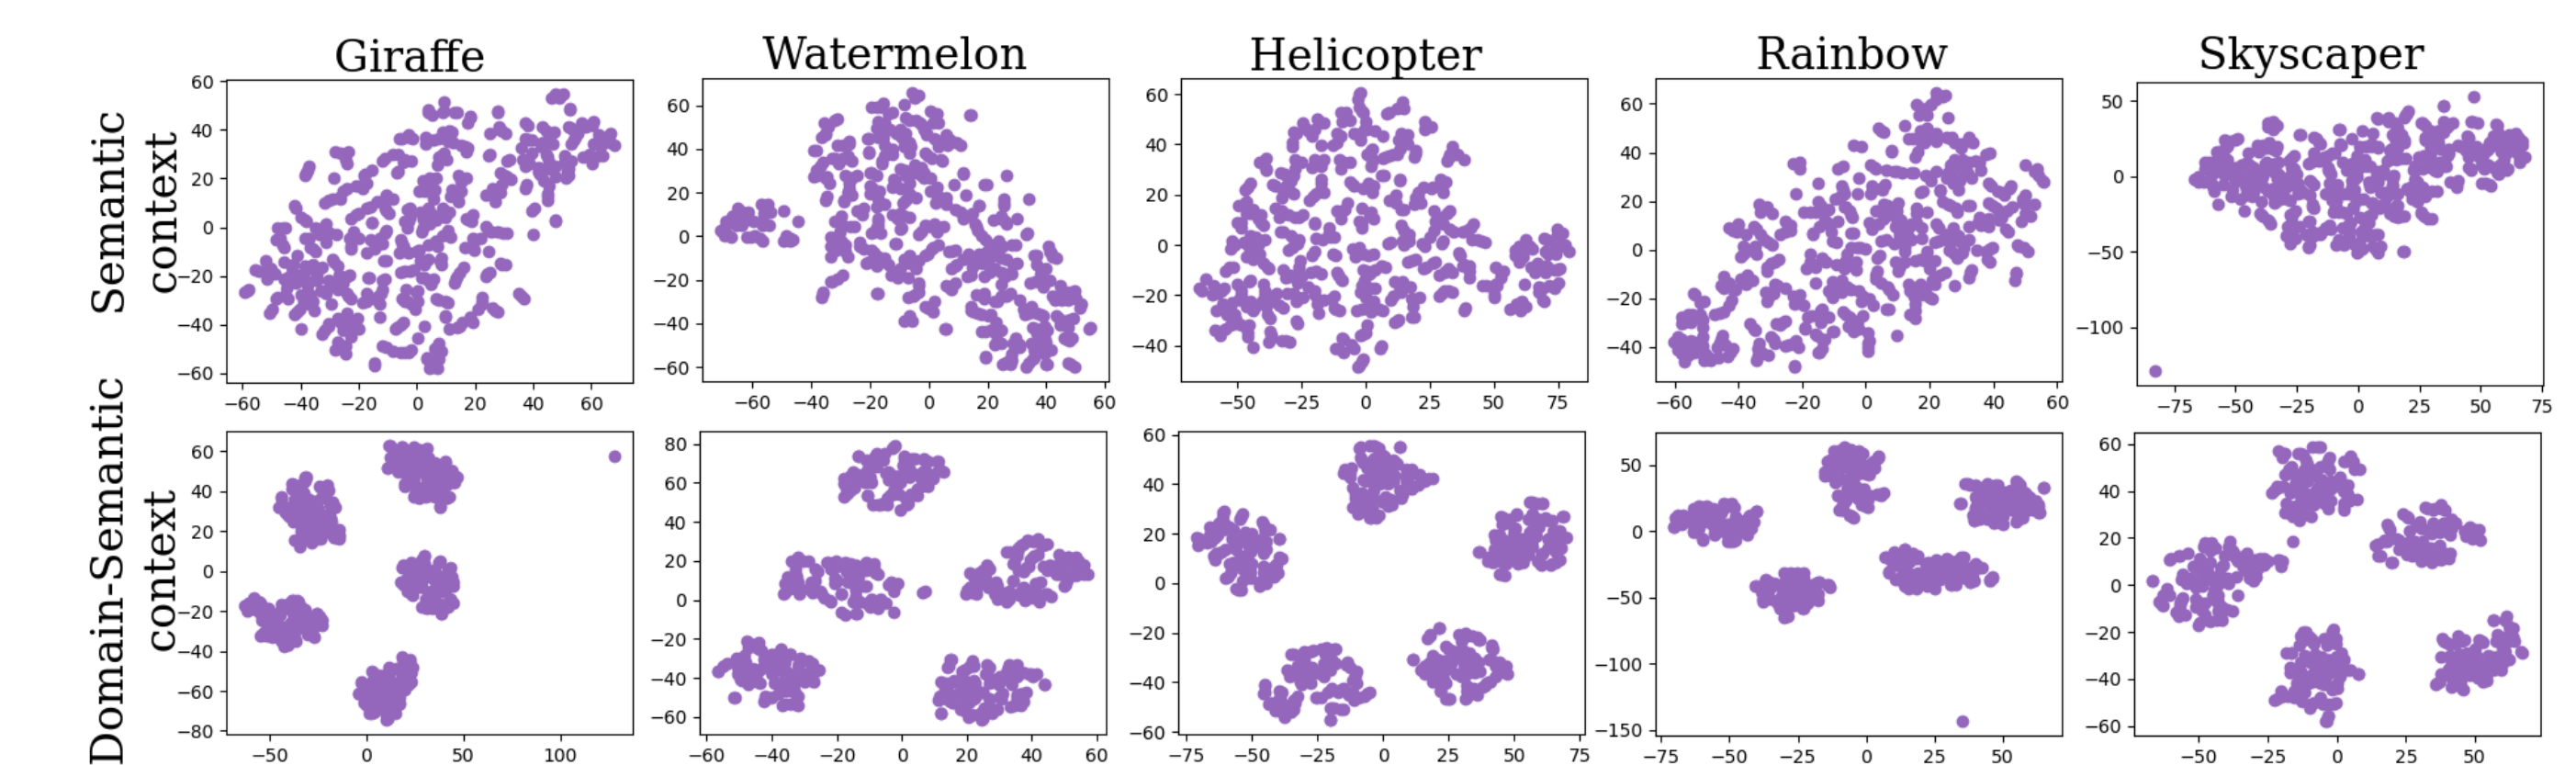 Giraffe Watermelon Helicopter Rainbow Skyscaper
Semantic
context
60 40 20 0 −20 −40 −60
−60 −40 −20 0 20 40 60
60 40 20 0 −20 −40 −60
−60 −40 −20 0 20 40 60
60 40 20 0 −20 −40
−50 −25 0 25 50 75
60 40 20 0 −20 −40
−60 −40 −20 0 20 40 60
50 0 −50 −100
−75 −50 −25 0 25 50 75
Domain-Semantic
context
60 40 20 0 −20 −40 −60 −80
−50 0 50 100
80 60 40 20 0 −20 −40 −60
−60 −40 −20 0 20 40 60
60 40 20 0 −20 −40 −60
−75 −50 −25 0 25 50 75
50 0 −50 −100 −150
−75 −50 −25 0 25 50
60 40 20 0 −20 −40 −60
−50 −25 0 25 50